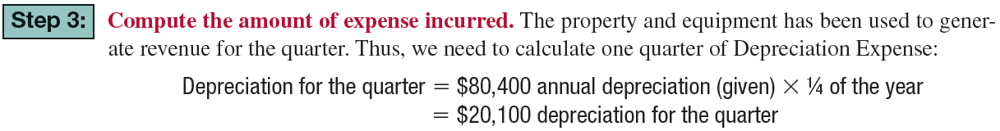 Step 3: Compute the amount of expense incurred. The property and equipment has been used to gener-
ate revenue for the quarter. Thus, we need to calculate one quarter of Depreciation Expense:
Depreciation for the quarter = $80,400 annual depreciation (given) × ¼ of the year
= $20,100 depreciation for the quarter